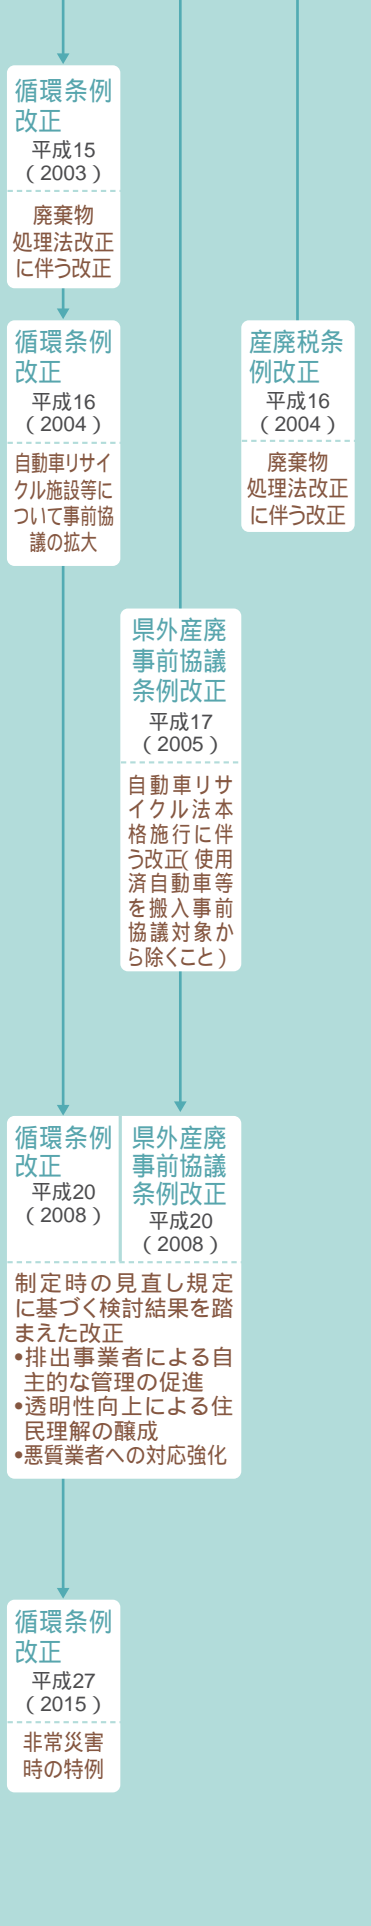 循環条例
改正
平成15
（2003）
廃棄物
処理法改正
に伴う改正
循環条例
改正
平成16
（2004）
自動車リサイ
クル施設等に
ついて事前協
議の拡大
産廃税条
例改正
平成16
（2004）
廃棄物
処理法改正
に伴う改正
県外産廃
事前協議
条例改正
平成17
（2005）
自動車リサ
イクル法本
格施行に伴
う改正（使用
済自動車等
を搬入事前
協議対象か
ら除くこと）
循環条例
改正
平成20
（2008）
県外産廃
事前協議
条例改正
平成20
（2008）
制定時の見直し規定
に基づく検討結果を踏
まえた改正
•排出事業者による自
主的な管理の促進
•透明性向上による住
民理解の醸成
•悪質業者への対応強化
循環条例
改正
平成27
（2015）
非常災害
時の特例